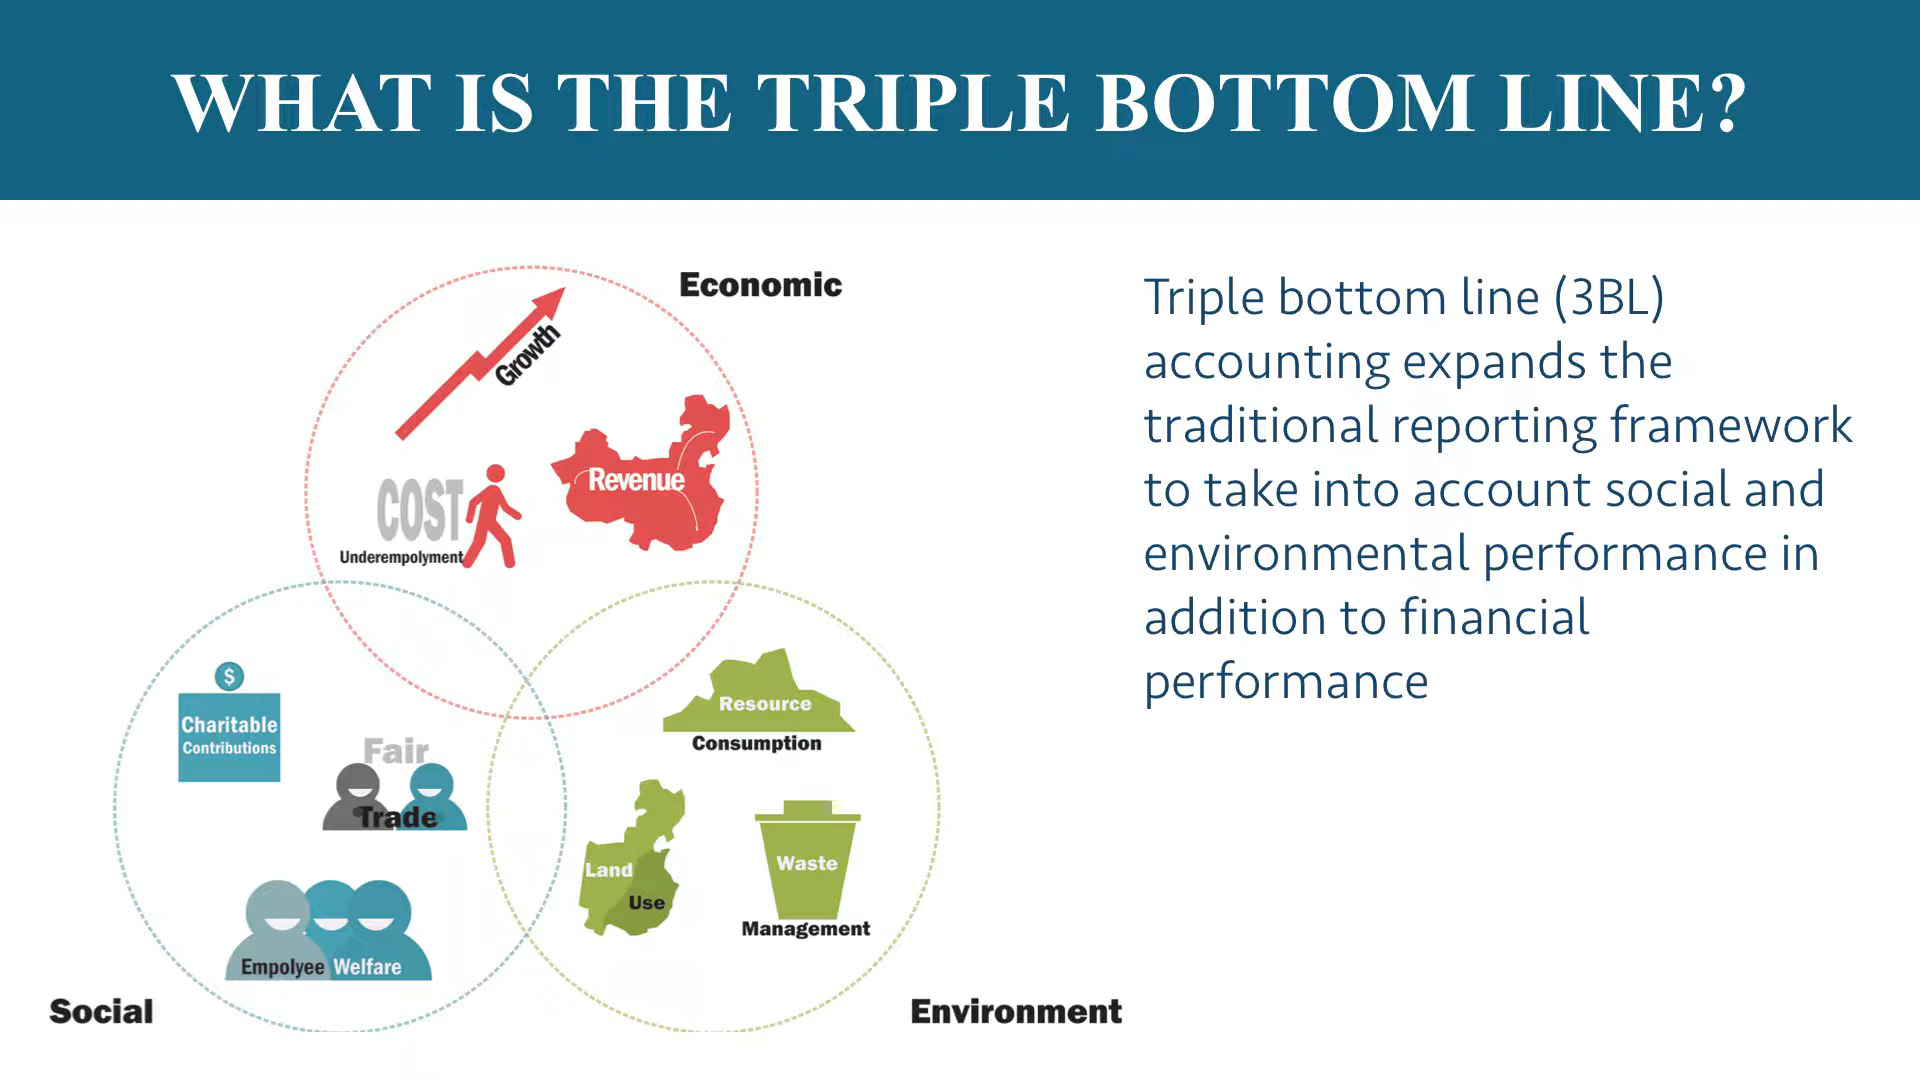 WHAT IS THE TRIPLE BOTTOM LINE?
Economic
Growth
Revenue
COST
Underempolyment
$
Charitable
Contributions
Fair
Trade
Empolyee Welfare
Social
Resource
Consumption
Land
Use
Waste
Management
Environment
Triple bottom line (3BL)
accounting expands the
traditional reporting framework
to take into account social and
environmental performance in
addition to financial
performance